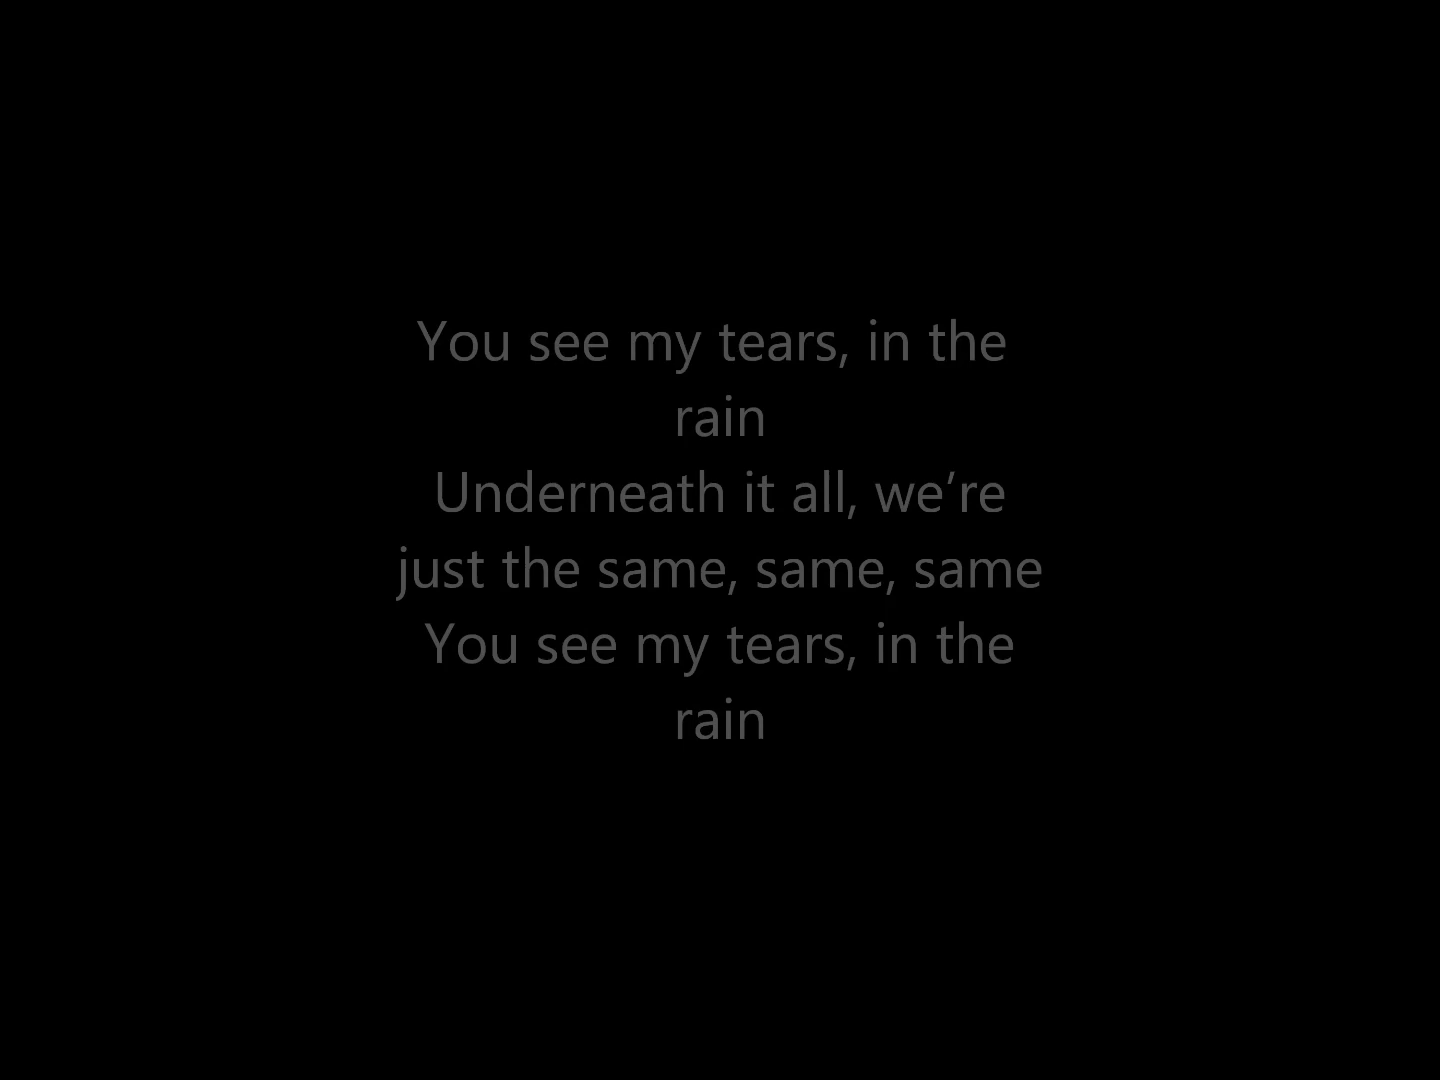 You see my tears, in the
rain
Underneath it all, we’re
just the same, same, same
You see my tears, in the
rain